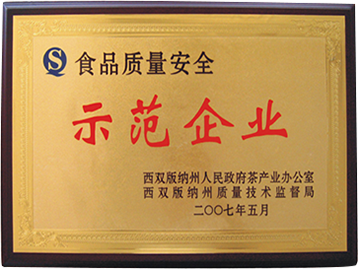 食品质量安全
示范企业
西双版纳州人民政府茶产业办公室
西双版纳州质量技术监督局
二〇〇七年五月